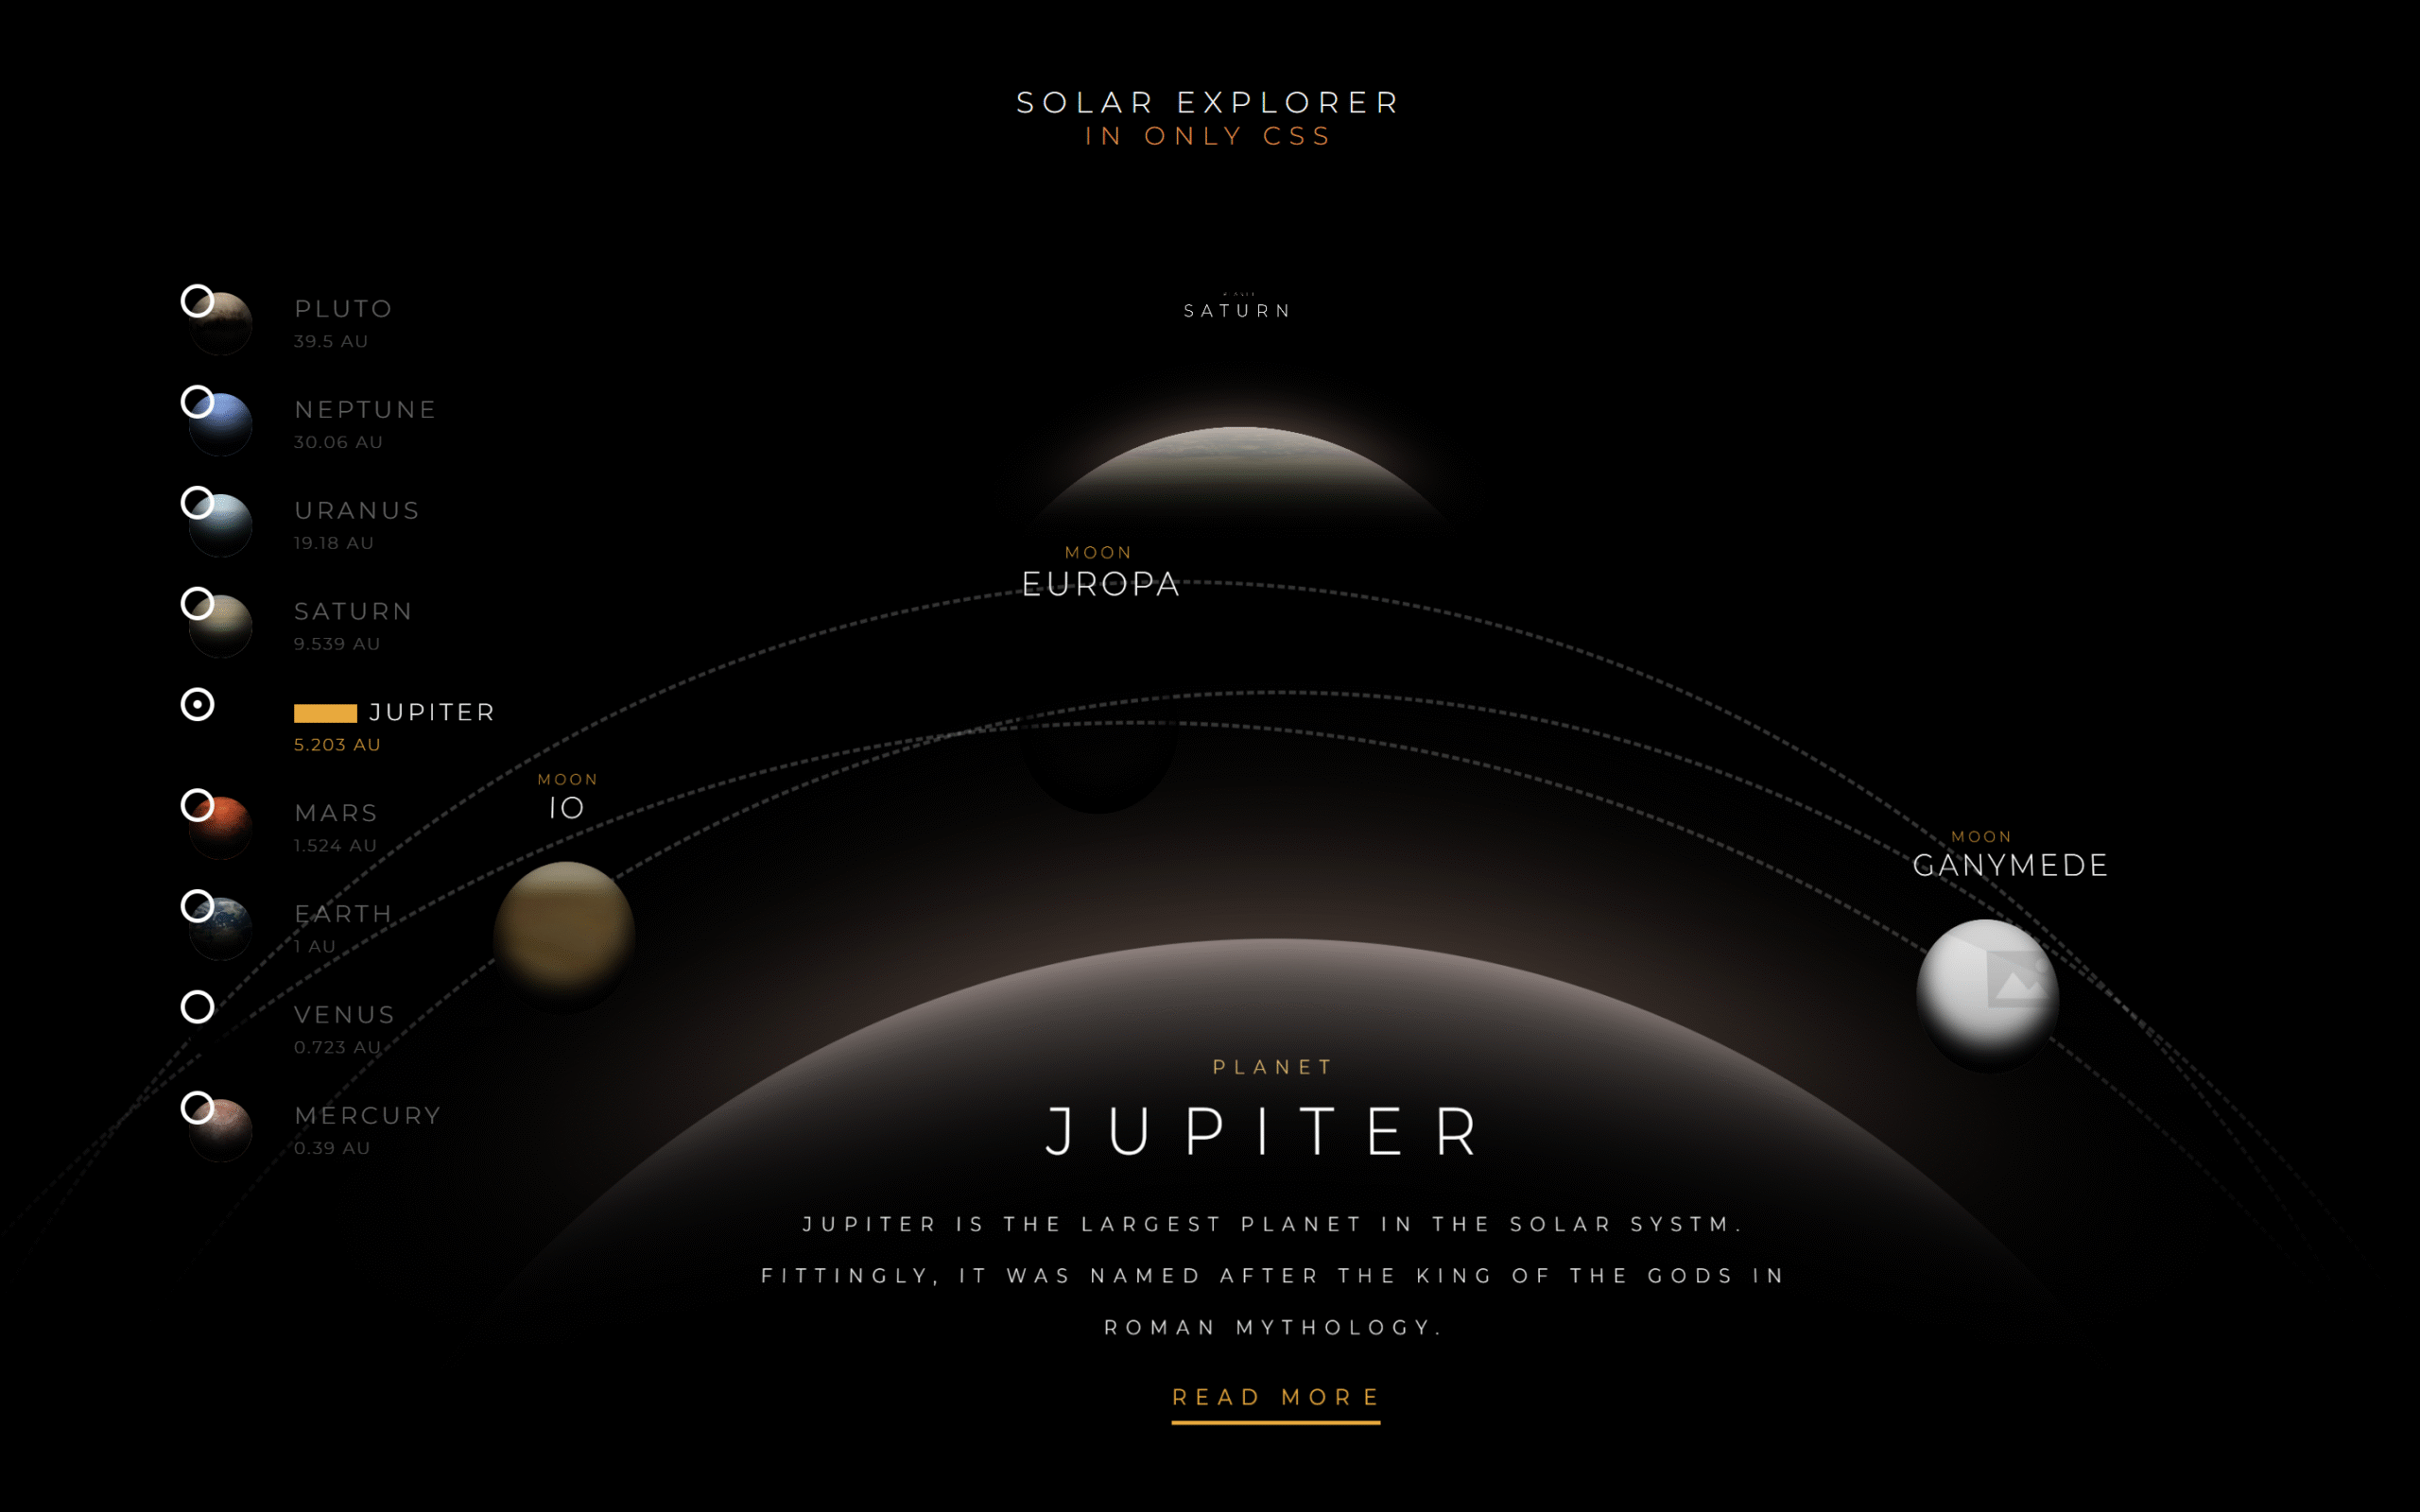 SOLAR EXPLORER
IN ONLY CSS
PLUTO
39.5 AU
NEPTUNE
30.06 AU
URANUS
19.18 AU
SATURN
9.539 AU
JUPITER
5.203 AU
MARS
1.524 AU
EARTH
1 AU
VENUS
0.723 AU
MERCURY
0.39 AU
SATURN
MOON
EUROPA
MOON
IO
MOON
GANYMEDE
PLANET
JUPITER
JUPITER IS THE LARGEST PLANET IN THE SOLAR SYSTM.
FITTINGLY, IT WAS NAMED AFTER THE KING OF THE GODS IN
ROMAN MYTHOLOGY.
READ MORE